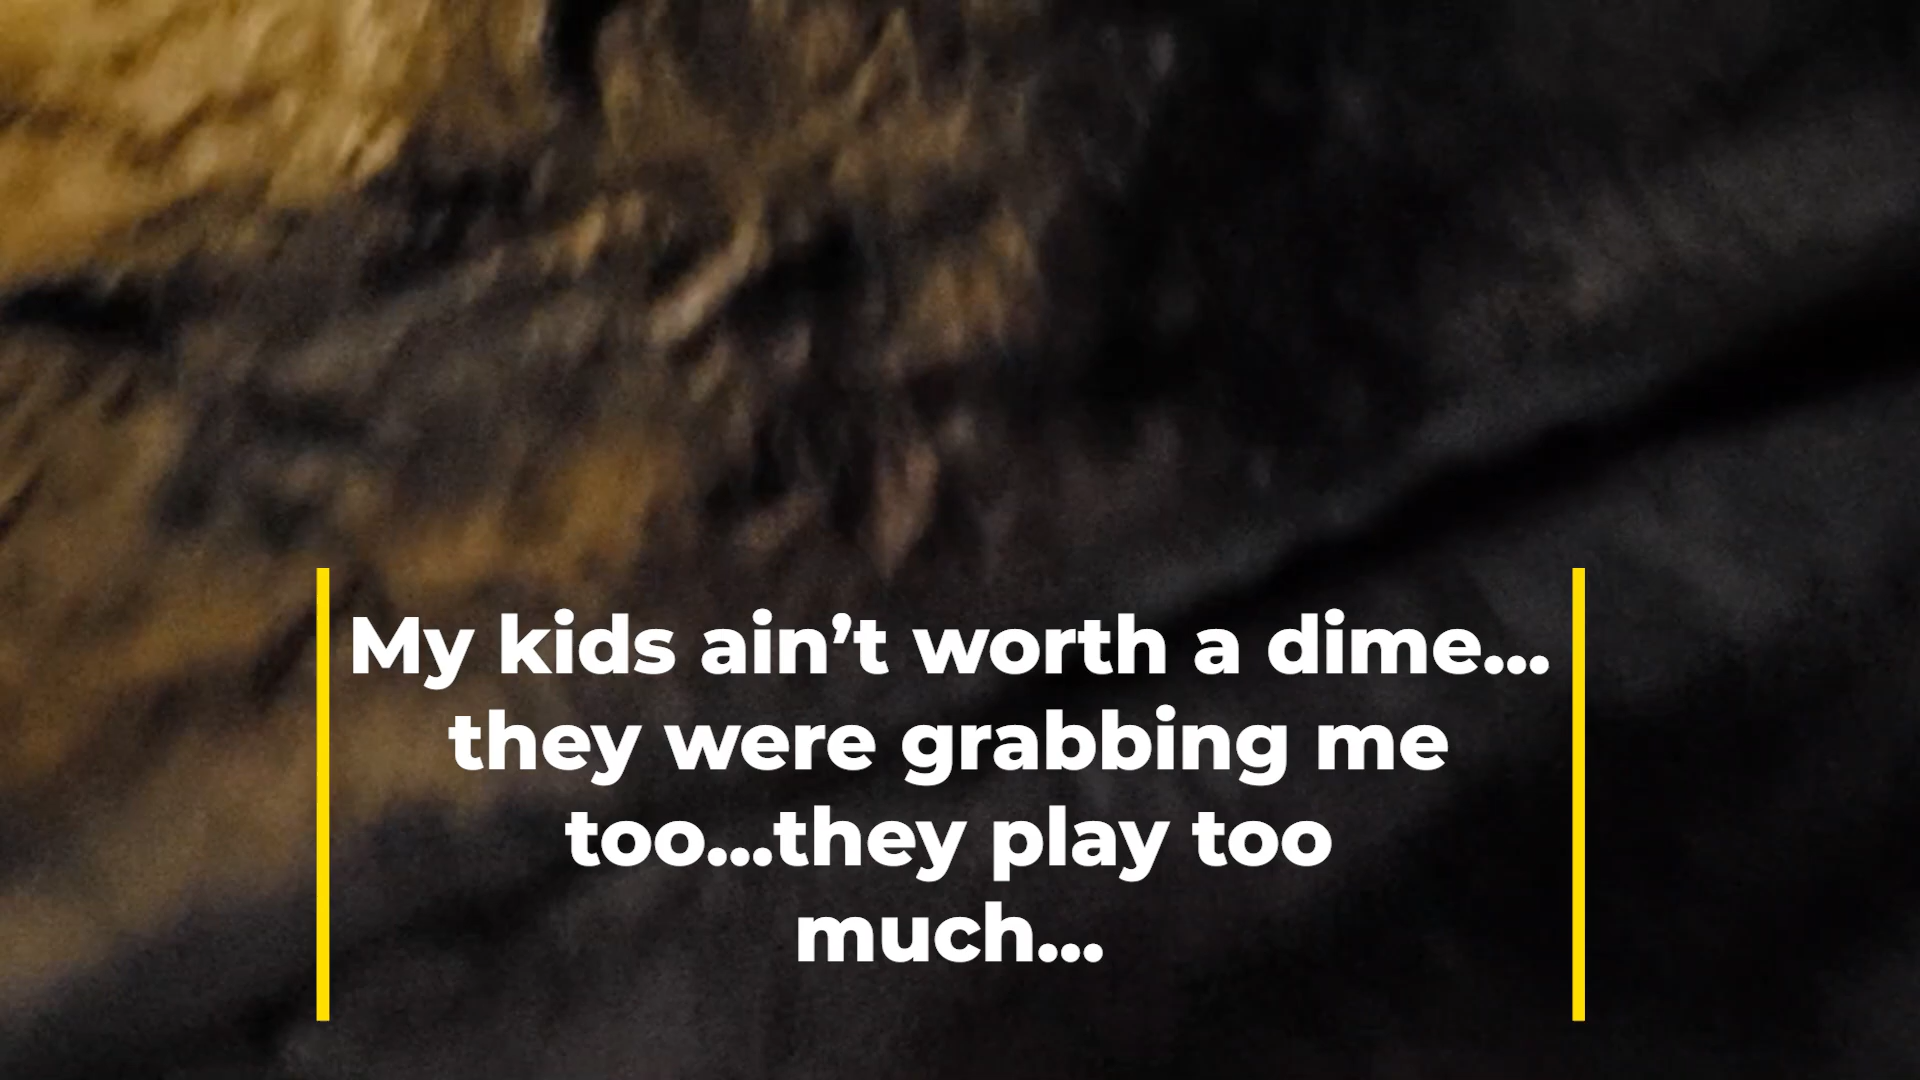 My kids ain’t worth a dime...
they were grabbing me
too...they play too
much...